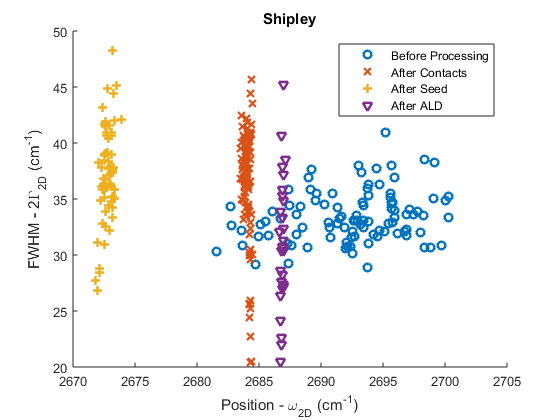 Shipley
50
45
40
35
30
25
20
FWHM - 2Γ2D (cm-1)
Before Processing
After Contacts
After Seed
After ALD
2670 2675 2680 2685 2690 2695 2700 2705
Position - ω2D (cm-1)